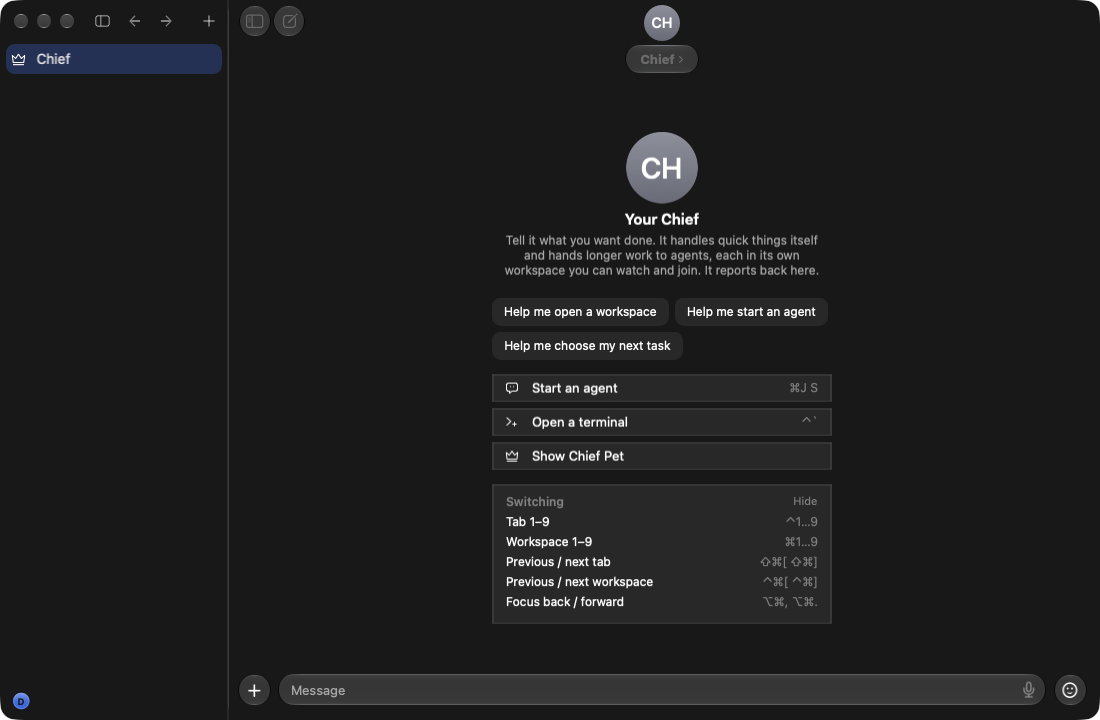 CH
Chief
Chief ›
CH
Your Chief
Tell it what you want done. It handles quick things itself
and hands longer work to agents, each in its own
workspace you can watch and join. It reports back here.
Help me open a workspace
Help me start an agent
Help me choose my next task
Start an agent ⌘J S
Open a terminal ^`
Show Chief Pet
Switching Hide
Tab 1–9 ^1…9
Workspace 1–9 ⌘1…9
Previous / next tab ⇧⌘[ ⇧⌘]
Previous / next workspace ^⌘[ ^⌘]
Focus back / forward ⌥⌘, ⌥⌘.
Message
D